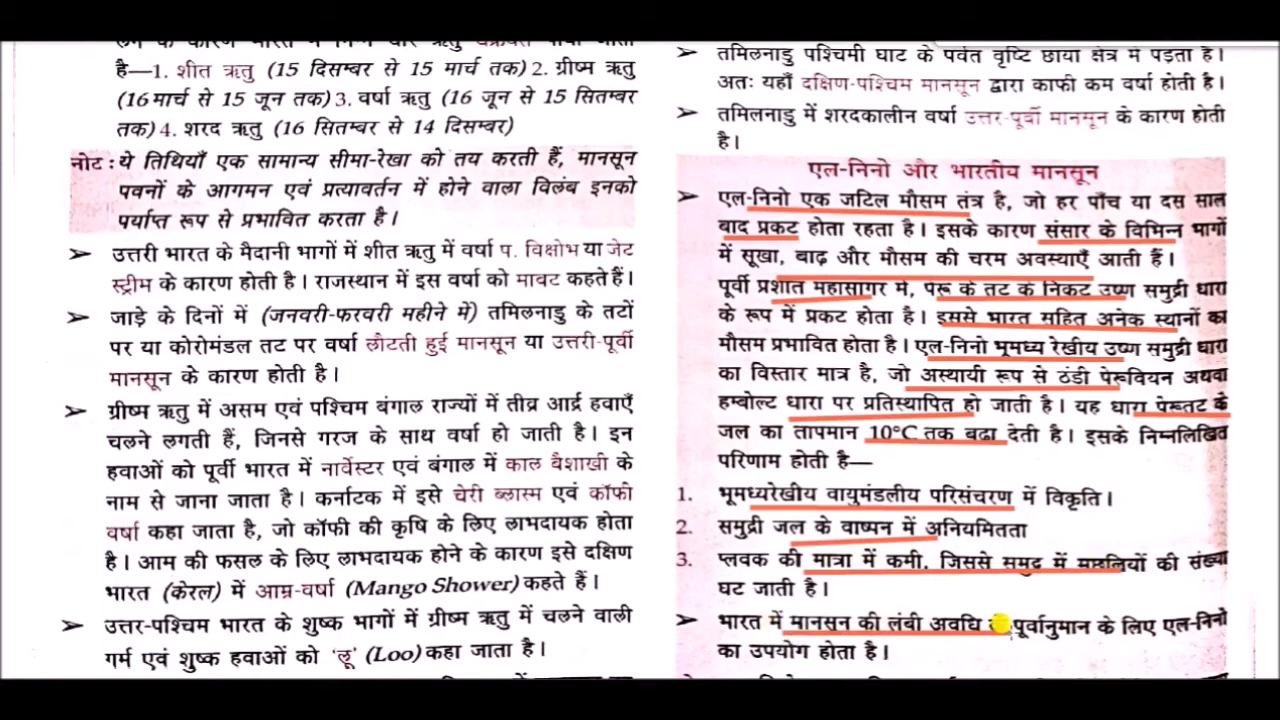 है—1. शीत ऋतु (15 दिसम्बर से 15 मार्च तक) 2. ग्रीष्म ऋतु
(16 मार्च से 15 जून तक) 3. वर्षा ऋतु (16 जून से 15 सितम्बर
तक) 4. शरद ऋतु (16 सितम्बर से 14 दिसम्बर)
नोट : ये तिथियाँ एक सामान्य सीमा-रेखा को तय करती हैं, मानसून
पवनों के आगमन एवं प्रत्यावर्तन में होने वाला विलंब इनको
पर्याप्त रूप से प्रभावित करता है।
➢ उत्तरी भारत के मैदानी भागों में शीत ऋतु में वर्षा प. विक्षोभ या जेट
स्ट्रीम के कारण होती है। राजस्थान में इस वर्षा को मावट कहते हैं।
➢ जाड़े के दिनों में (जनवरी-फरवरी महीने में) तमिलनाडु के तटों
पर या कोरोमंडल तट पर वर्षा लौटती हुई मानसून या उत्तरी-पूर्वी
मानसून के कारण होती है।
➢ ग्रीष्म ऋतु में असम एवं पश्चिम बंगाल राज्यों में तीव्र आर्द्र हवाएँ
चलने लगती हैं, जिनसे गरज के साथ वर्षा हो जाती है। इन
हवाओं को पूर्वी भारत में नार्वेस्टर एवं बंगाल में काल वैशाखी के
नाम से जाना जाता है। कर्नाटक में इसे चेरी ब्लास्म एवं कॉफी
वर्षा कहा जाता है, जो कॉफी की कृषि के लिए लाभदायक होता
है। आम की फसल के लिए लाभदायक होने के कारण इसे दक्षिण
भारत (केरल) में आम्र-वर्षा (Mango Shower) कहते हैं।
➢ उत्तर-पश्चिम भारत के शुष्क भागों में ग्रीष्म ऋतु में चलने वाली
गर्म एवं शुष्क हवाओं को 'लू' (Loo) कहा जाता है।
➢ तमिलनाडु पश्चिमी घाट के पर्वत वृष्टि छाया क्षेत्र में पड़ता है।
अतः यहाँ दक्षिण-पश्चिम मानसून द्वारा काफी कम वर्षा होती है।
➢ तमिलनाडु में शरदकालीन वर्षा उत्तर-पूर्वी मानसून के कारण होती
है।
एल-निनो और भारतीय मानसून
➢ एल-निनो एक जटिल मौसम तंत्र है, जो हर पाँच या दस साल
बाद प्रकट होता रहता है। इसके कारण संसार के विभिन्न भागों
में सूखा, बाढ़ और मौसम की चरम अवस्थाएँ आती हैं।
पूर्वी प्रशांत महासागर में, पेरू के तट के निकट उष्ण समुद्री धारा
के रूप में प्रकट होता है। इससे भारत सहित अनेक स्थानों का
मौसम प्रभावित होता है। एल-निनो भूमध्य रेखीय उष्ण समुद्री धारा
का विस्तार मात्र है, जो अस्थायी रूप से ठंडी पेरूवियन अथवा
हम्बोल्ट धारा पर प्रतिस्थापित हो जाती है। यह धारा पेरूतट के
जल का तापमान 10°C तक बढ़ा देती है। इसके निम्नलिखित
परिणाम होती है—
1. भूमध्यरेखीय वायुमंडलीय परिसंचरण में विकृति।
2. समुद्री जल के वाष्पन में अनियमितता
3. प्लवक की मात्रा में कमी, जिससे समुद्र में मछलियों की संख्या
घट जाती है।
➢ भारत में मानसून की लंबी अवधि पूर्वानुमान के लिए एल-निनो
का उपयोग होता है।